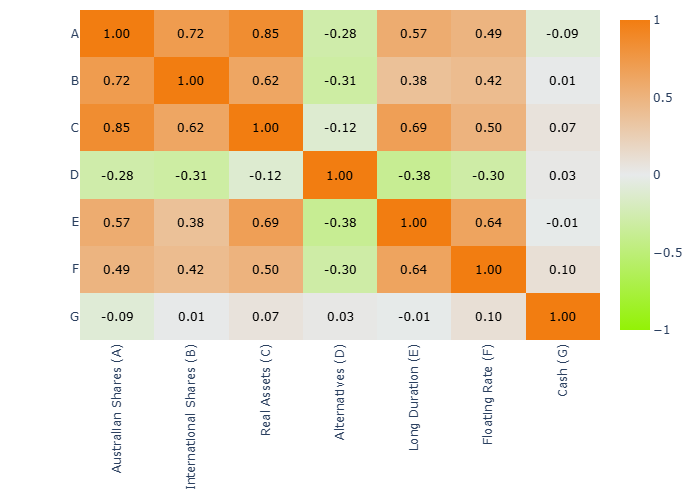 A 1.00 0.72 0.85 -0.28 0.57 0.49 -0.09
B 0.72 1.00 0.62 -0.31 0.38 0.42 0.01
C 0.85 0.62 1.00 -0.12 0.69 0.50 0.07
D -0.28 -0.31 -0.12 1.00 -0.38 -0.30 0.03
E 0.57 0.38 0.69 -0.38 1.00 0.64 -0.01
F 0.49 0.42 0.50 -0.30 0.64 1.00 0.10
G -0.09 0.01 0.07 0.03 -0.01 0.10 1.00
Australian Shares (A)
International Shares (B)
Real Assets (C)
Alternatives (D)
Long Duration (E)
Floating Rate (F)
Cash (G)
1
0.5
0
−0.5
−1